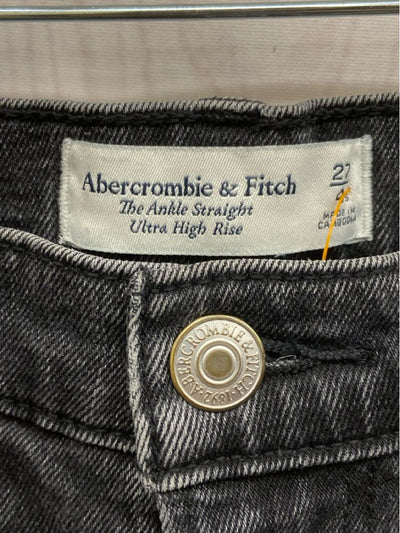 Abercrombie & Fitch
The Ankle Straight
Ultra High Rise
27
MADE IN
CAMBODIA
ABERCROMBIE & FITCH · 1892 ·